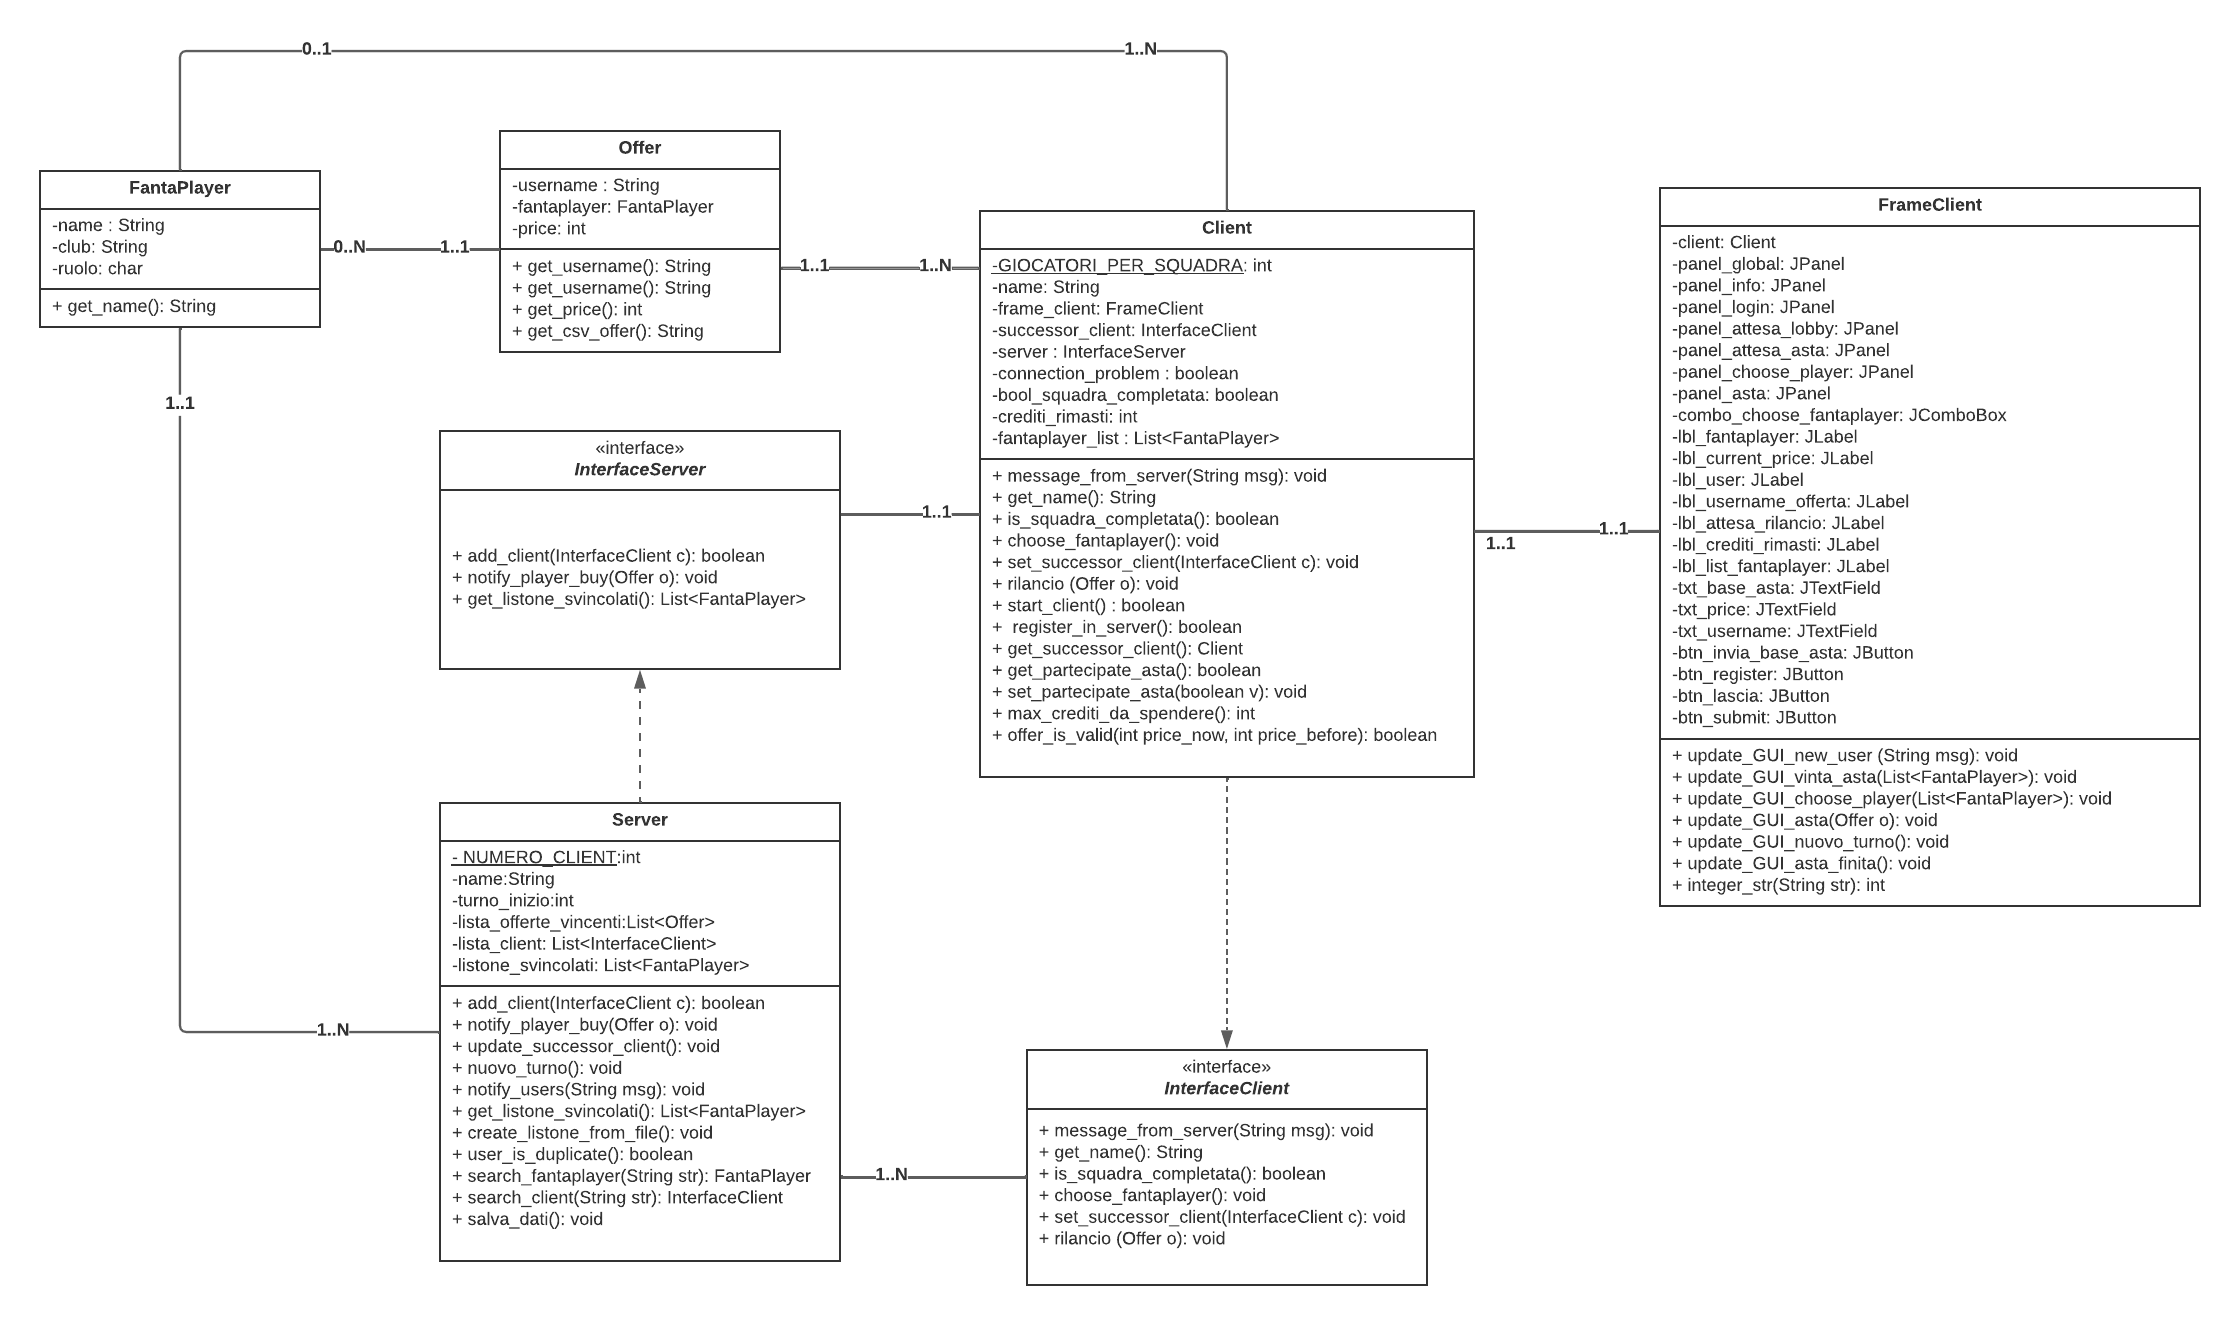 0..1
1..N
FantaPlayer
-name : String
-club: String
-ruolo: char
+ get_name(): String
0..N
1..1
Offer
-username : String
-fantaplayer: FantaPlayer
-price: int
+ get_username(): String
+ get_username(): String
+ get_price(): int
+ get_csv_offer(): String
1..1
1..N
Client
-GIOCATORI_PER_SQUADRA: int
-name: String
-frame_client: FrameClient
-successor_client: InterfaceClient
-server : InterfaceServer
-connection_problem : boolean
-bool_squadra_completata: boolean
-crediti_rimasti: int
-fantaplayer_list : List<FantaPlayer>
+ message_from_server(String msg): void
+ get_name(): String
+ is_squadra_completata(): boolean
+ choose_fantaplayer(): void
+ set_successor_client(InterfaceClient c): void
+ rilancio (Offer o): void
+ start_client() : boolean
+  register_in_server(): boolean
+ get_successor_client(): Client
+ get_partecipate_asta(): boolean
+ set_partecipate_asta(boolean v): void
+ max_crediti_da_spendere(): int
+ offer_is_valid(int price_now, int price_before): boolean
1..1
1..1
FrameClient
-client: Client
-panel_global: JPanel
-panel_info: JPanel
-panel_login: JPanel
-panel_attesa_lobby: JPanel
-panel_attesa_asta: JPanel
-panel_choose_player: JPanel
-panel_asta: JPanel
-combo_choose_fantaplayer: JComboBox
-lbl_fantaplayer: JLabel
-lbl_current_price: JLabel
-lbl_user: JLabel
-lbl_username_offerta: JLabel
-lbl_attesa_rilancio: JLabel
-lbl_crediti_rimasti: JLabel
-lbl_list_fantaplayer: JLabel
-txt_base_asta: JTextField
-txt_price: JTextField
-txt_username: JTextField
-btn_invia_base_asta: JButton
-btn_register: JButton
-btn_lascia: JButton
-btn_submit: JButton
+ update_GUI_new_user (String msg): void
+ update_GUI_vinta_asta(List<FantaPlayer>): void
+ update_GUI_choose_player(List<FantaPlayer>): void
+ update_GUI_asta(Offer o): void
+ update_GUI_nuovo_turno(): void
+ update_GUI_asta_finita(): void
+ integer_str(String str): int
1..1
«interface»
InterfaceServer
+ add_client(InterfaceClient c): boolean
+ notify_player_buy(Offer o): void
+ get_listone_svincolati(): List<FantaPlayer>
1..1
Server
- NUMERO_CLIENT:int
-name:String
-turno_inizio:int
-lista_offerte_vincenti:List<Offer>
-lista_client: List<InterfaceClient>
-listone_svincolati: List<FantaPlayer>
+ add_client(InterfaceClient c): boolean
+ notify_player_buy(Offer o): void
+ update_successor_client(): void
+ nuovo_turno(): void
+ notify_users(String msg): void
+ get_listone_svincolati(): List<FantaPlayer>
+ create_listone_from_file(): void
+ user_is_duplicate(): boolean
+ search_fantaplayer(String str): FantaPlayer
+ search_client(String str): InterfaceClient
+ salva_dati(): void
1..N
1..N
«interface»
InterfaceClient
+ message_from_server(String msg): void
+ get_name(): String
+ is_squadra_completata(): boolean
+ choose_fantaplayer(): void
+ set_successor_client(InterfaceClient c): void
+ rilancio (Offer o): void